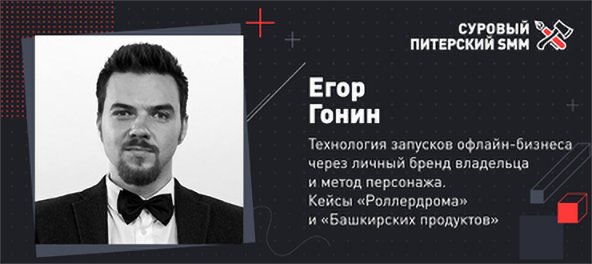 СУРОВЫЙ
ПИТЕРСКИЙ SMM
Егор
Гонин
Технология запусков офлайн-бизнеса
через личный бренд владельца
и метод персонажа.
Кейсы «Роллердрома»
и «Башкирских продуктов»